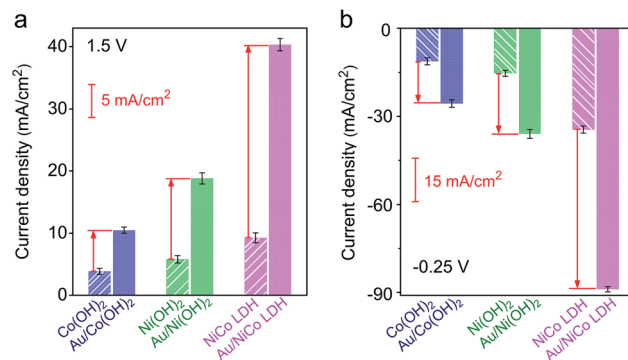 a
Current density (mA/cm²)
40
30
20
10
0
1.5 V
5 mA/cm²
Co(OH)₂
Au/Co(OH)₂
Ni(OH)₂
Au/Ni(OH)₂
NiCo LDH
Au/NiCo LDH
b
Current density (mA/cm²)
0
-30
-60
-90
15 mA/cm²
-0.25 V
Co(OH)₂
Au/Co(OH)₂
Ni(OH)₂
Au/Ni(OH)₂
NiCo LDH
Au/NiCo LDH